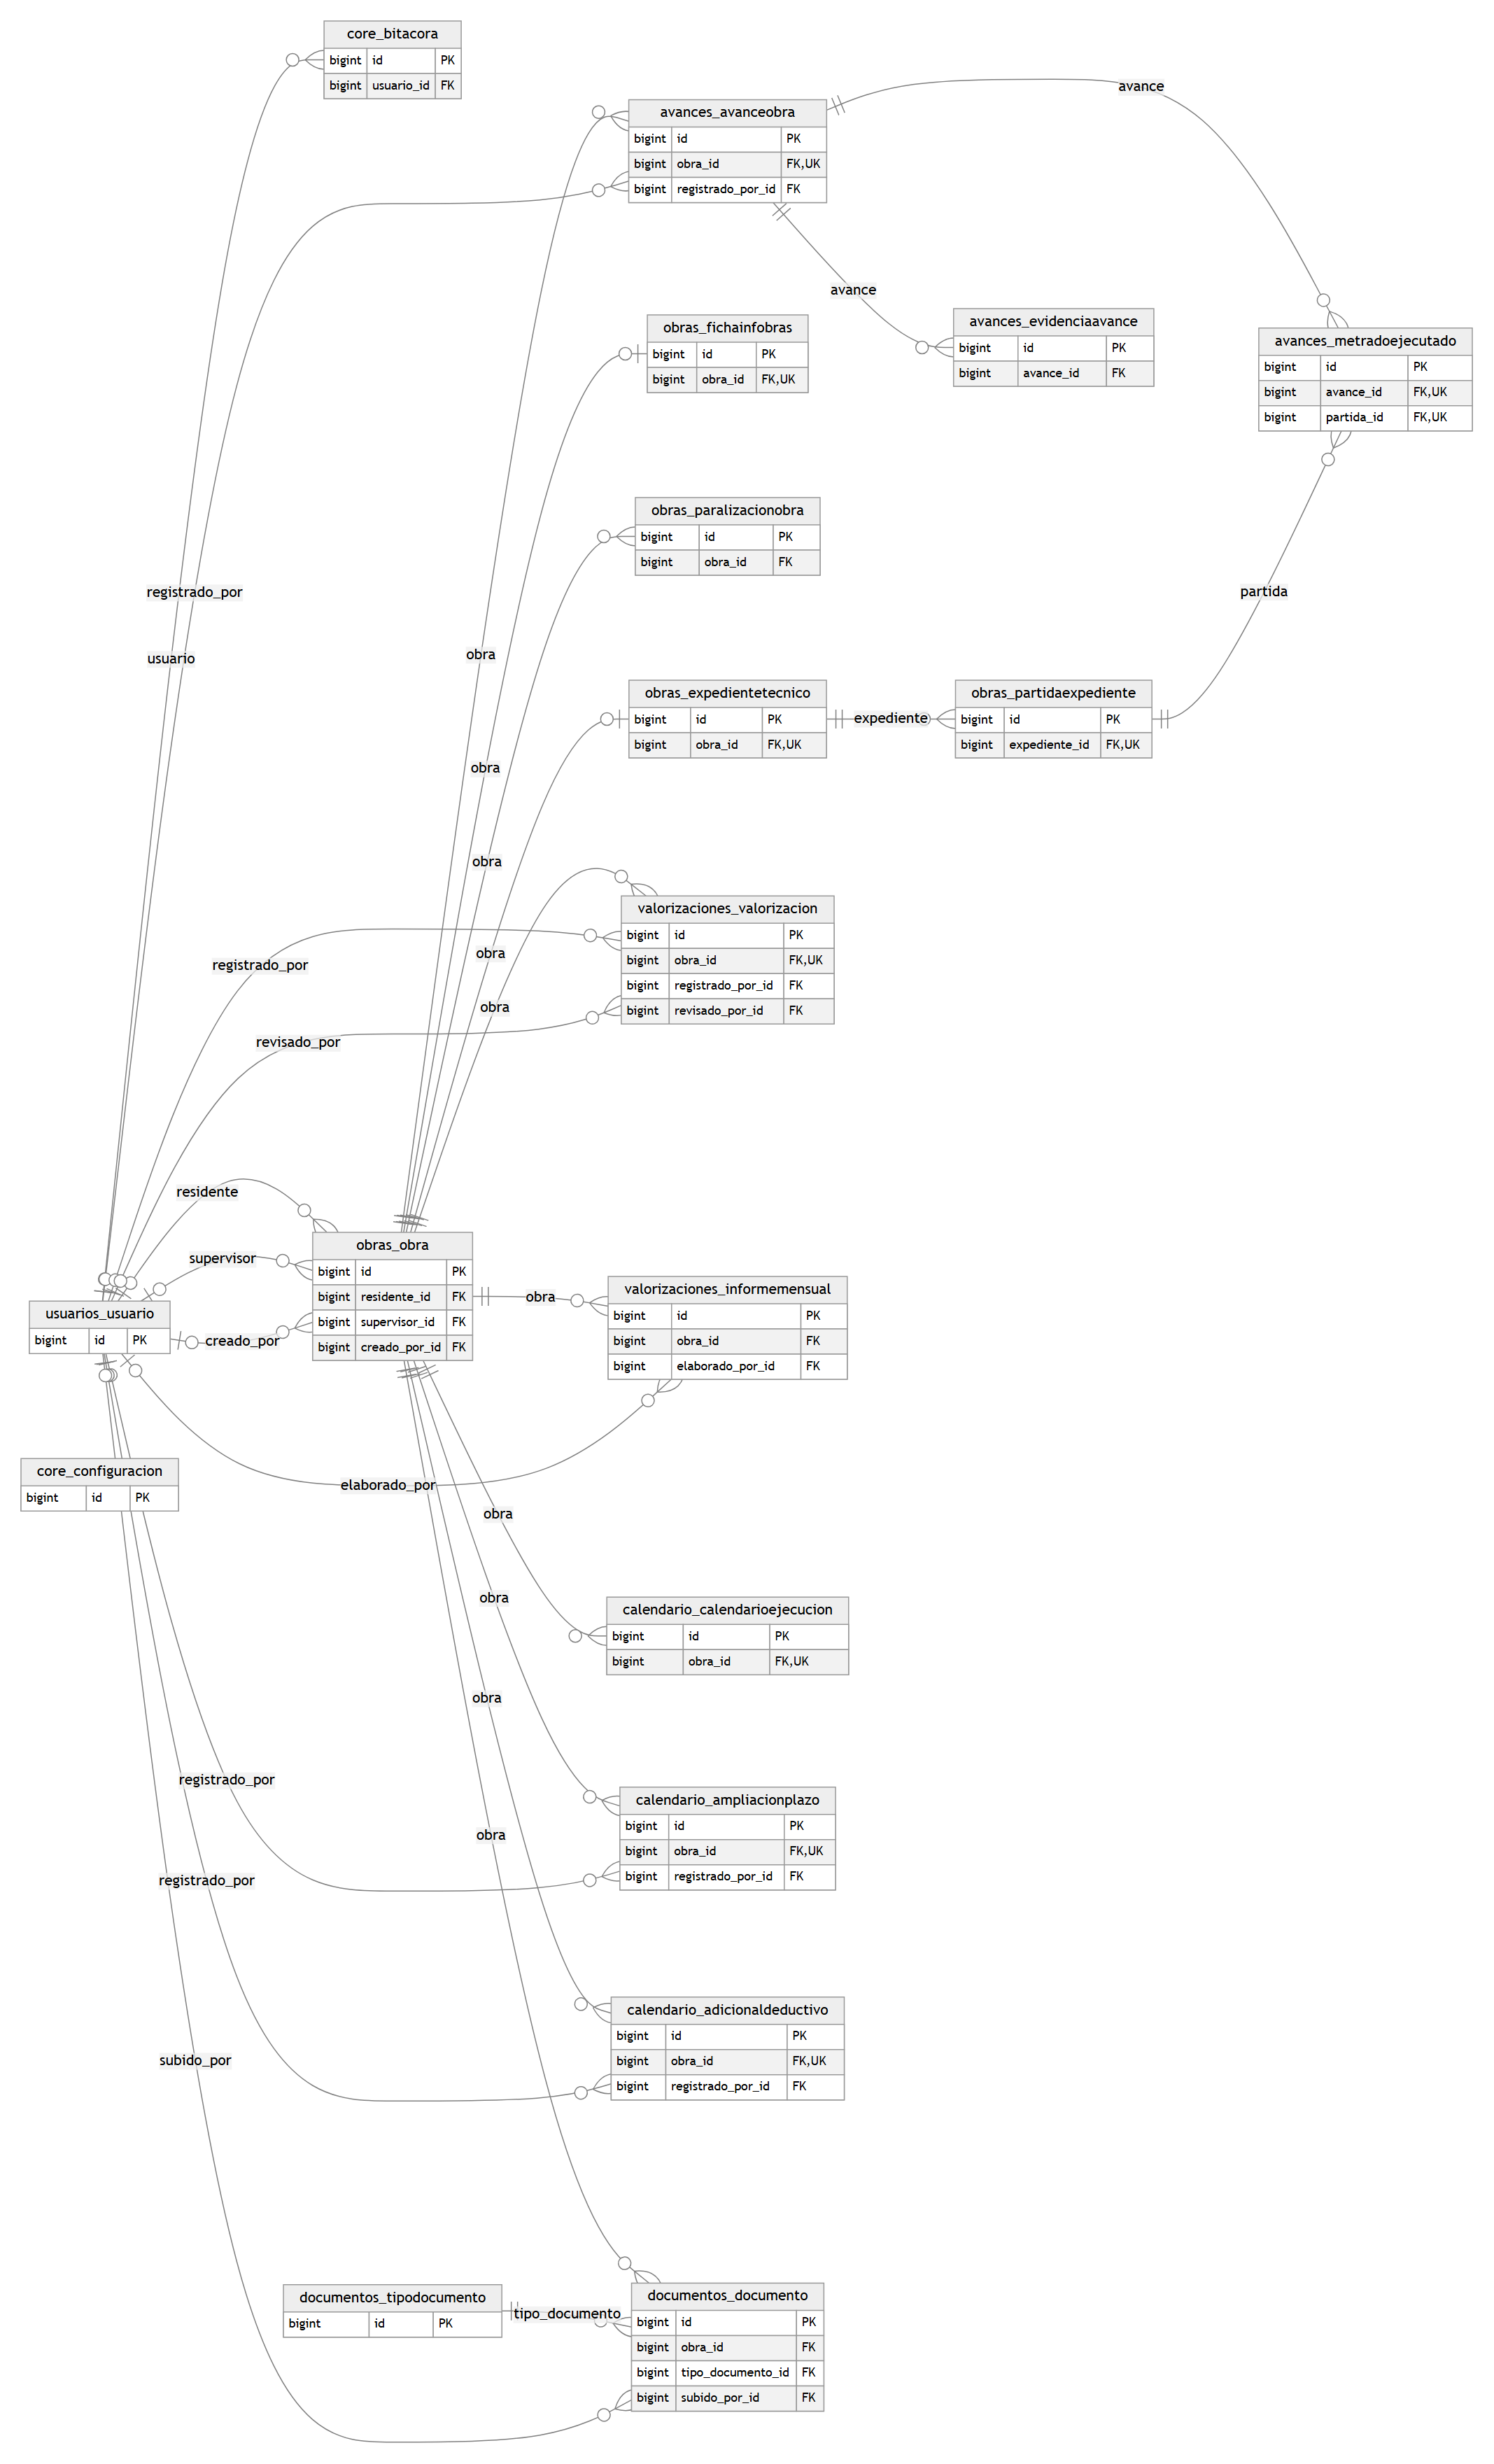 core_bitacora
bigint id PK
bigint usuario_id FK
avances_avanceobra
bigint id PK
bigint obra_id FK,UK
bigint registrado_por_id FK
avance
avance
obras_fichainfobras
bigint id PK
bigint obra_id FK,UK
avances_evidenciaavance
bigint id PK
bigint avance_id FK
avances_metradoejecutado
bigint id PK
bigint avance_id FK,UK
bigint partida_id FK,UK
obras_paralizacionobra
bigint id PK
bigint obra_id FK
registrado_por
partida
usuario
obra
obras_expedientetecnico
bigint id PK
bigint obra_id FK,UK
expediente
obras_partidaexpediente
bigint id PK
bigint expediente_id FK,UK
obra
obra
valorizaciones_valorizacion
bigint id PK
bigint obra_id FK,UK
bigint registrado_por_id FK
bigint revisado_por_id FK
obra
registrado_por
obra
revisado_por
residente
supervisor
creado_por
obras_obra
bigint id PK
bigint residente_id FK
bigint supervisor_id FK
bigint creado_por_id FK
usuarios_usuario
bigint id PK
obra
valorizaciones_informemensual
bigint id PK
bigint obra_id FK
bigint elaborado_por_id FK
core_configuracion
bigint id PK
elaborado_por
obra
obra
calendario_calendarioejecucion
bigint id PK
bigint obra_id FK,UK
obra
registrado_por
calendario_ampliacionplazo
bigint id PK
bigint obra_id FK,UK
bigint registrado_por_id FK
obra
registrado_por
calendario_adicionaldeductivo
bigint id PK
bigint obra_id FK,UK
bigint registrado_por_id FK
subido_por
documentos_tipodocumento
bigint id PK
tipo_documento
documentos_documento
bigint id PK
bigint obra_id FK
bigint tipo_documento_id FK
bigint subido_por_id FK